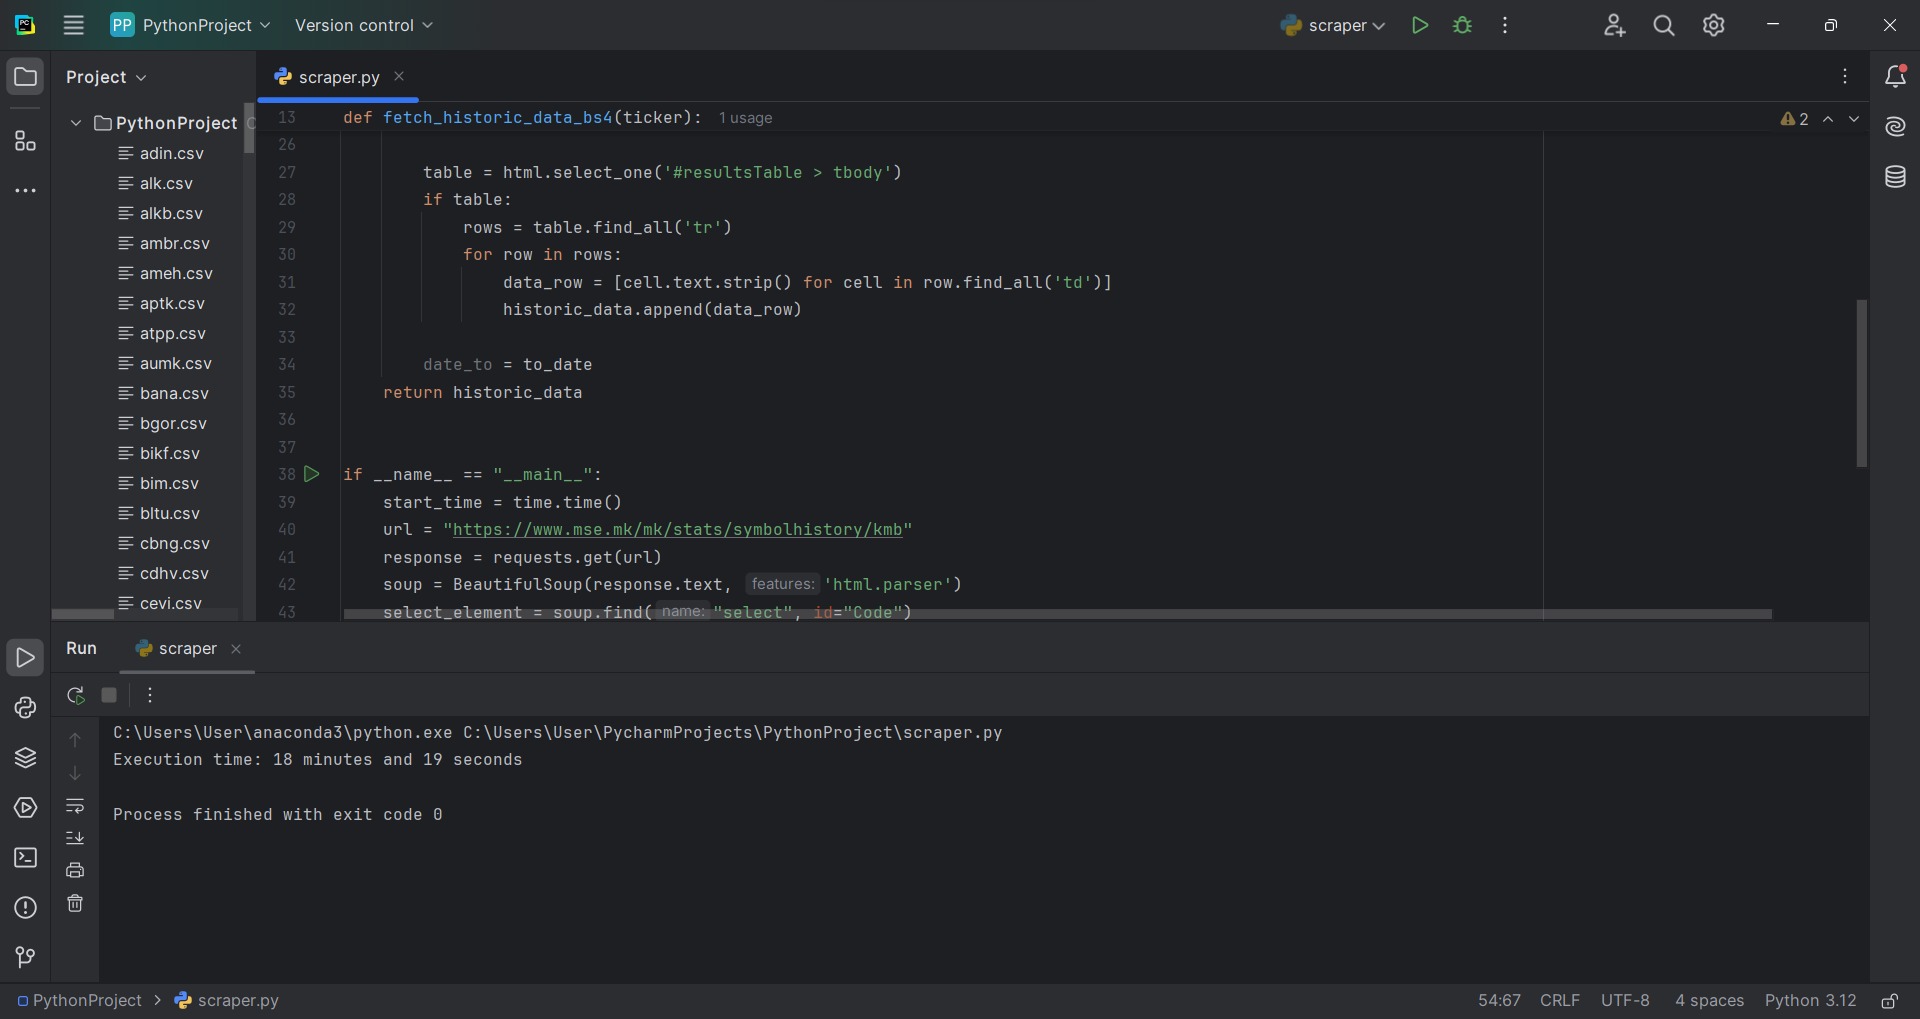 PP PythonProject Version control scraper
Project scraper.py
PythonProject
adin.csv
alk.csv
alkb.csv
ambr.csv
ameh.csv
aptk.csv
atpp.csv
aumk.csv
bana.csv
bgor.csv
bikf.csv
bim.csv
bltu.csv
cbng.csv
cdhv.csv
cevi.csv
13 def fetch_historic_data_bs4(ticker): 1 usage 2
26
27 table = html.select_one('#resultsTable > tbody')
28 if table:
29 rows = table.find_all('tr')
30 for row in rows:
31 data_row = [cell.text.strip() for cell in row.find_all('td')]
32 historic_data.append(data_row)
33
34 date_to = to_date
35 return historic_data
36
37
38 if __name__ == "__main__":
39 start_time = time.time()
40 url = "https://www.mse.mk/mk/stats/symbolhistory/kmb"
41 response = requests.get(url)
42 soup = BeautifulSoup(response.text, features: 'html.parser')
43 select_element = soup.find( name: "select", id="Code")
Run scraper
C:\Users\User\anaconda3\python.exe C:\Users\User\PycharmProjects\PythonProject\scraper.py
Execution time: 18 minutes and 19 seconds
Process finished with exit code 0
PythonProject > scraper.py 54:67 CRLF UTF-8 4 spaces Python 3.12